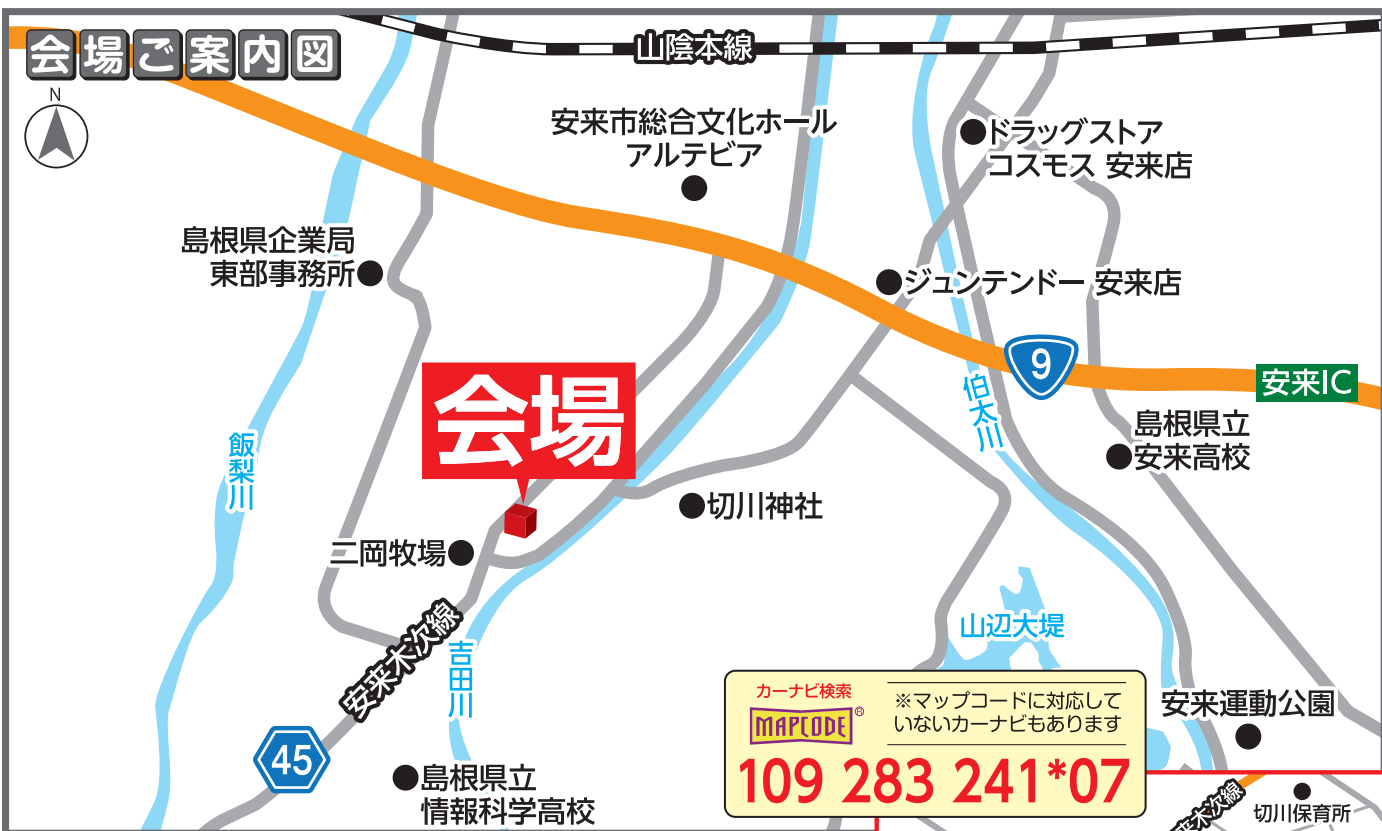 会場ご案内図
N
山陰本線
安来市総合文化ホール
アルテピア
ドラッグストア
コスモス 安来店
島根県企業局
東部事務所
ジュンテンドー 安来店
9
安来IC
会場
伯太川
島根県立
安来高校
飯梨川
切川神社
二岡牧場
安来木次線
吉田川
山辺大堤
カーナビ検索
MAPCODE®
※マップコードに対応して
いないカーナビもあります
109 283 241*07
安来運動公園
45
島根県立
情報科学高校
来木次線
切川保育所